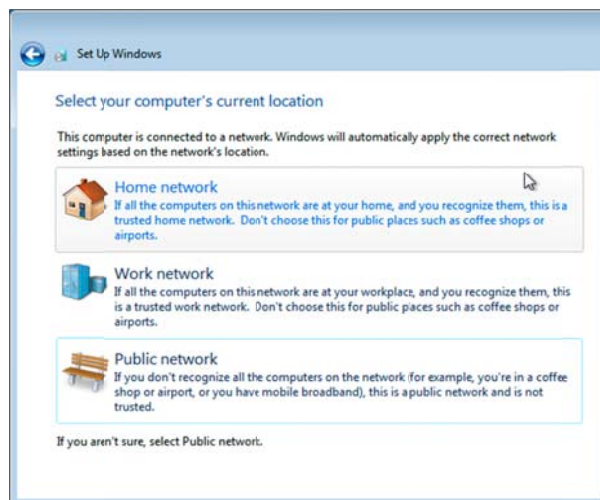 Set Up Windows
Select your computer's current location
This computer is connected to a network. Windows will automatically apply the correct network
settings based on the network's location.
Home network
If all the computers on this network are at your home, and you recognize them, this is a
trusted home network. Don't choose this for public places such as coffee shops or
airports.
Work network
If all the computers on this network are at your workplace, and you recognize them, this
is a trusted work network. Don't choose this for public places such as coffee shops or
airports.
Public network
If you don't recognize all the computers on the network (for example, you're in a coffee
shop or airport, or you have mobile broadband), this is a public network and is not
trusted.
If you aren't sure, select Public network.